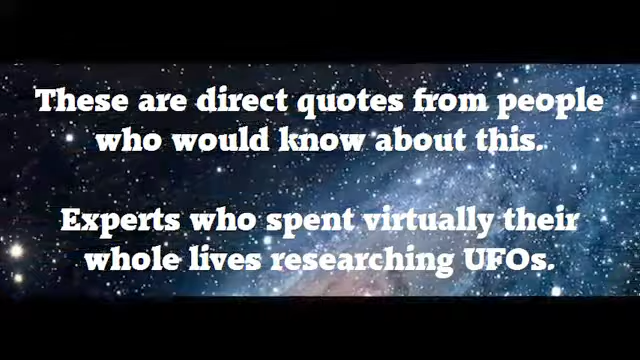 These are direct quotes from people
who would know about this.
Experts who spent virtually their
whole lives researching UFOs.